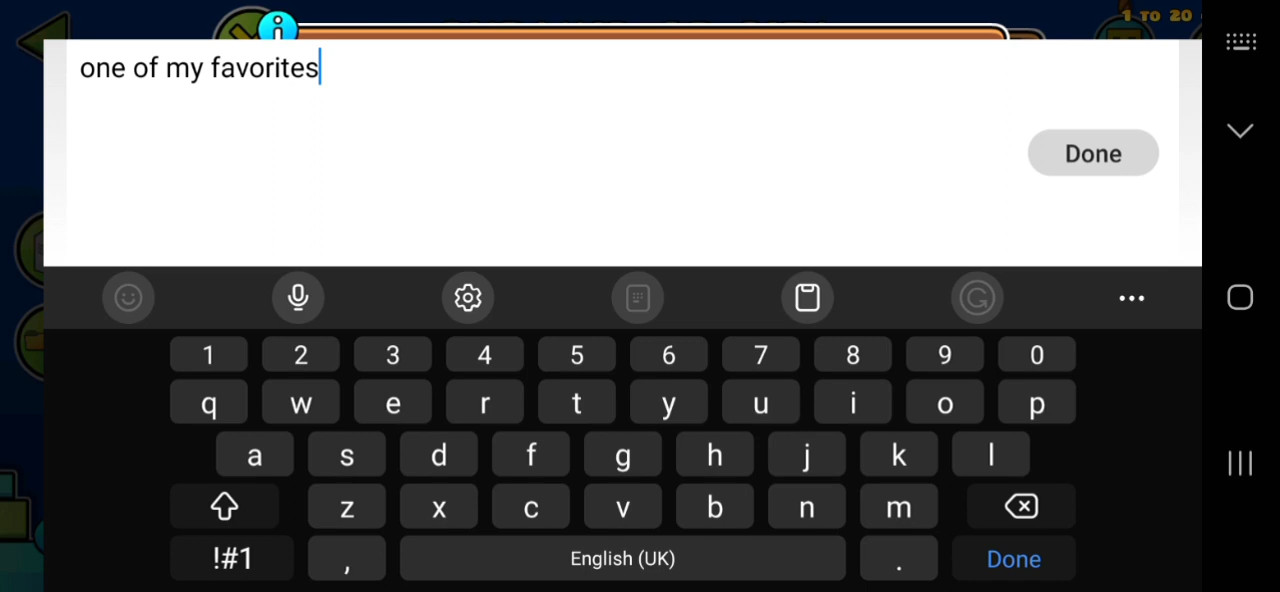 1 TO 20
one of my favorites
Done
1 2 3 4 5 6 7 8 9 0
q w e r t y u i o p
a s d f g h j k l
z x c v b n m
!#1 , English (UK) . Done